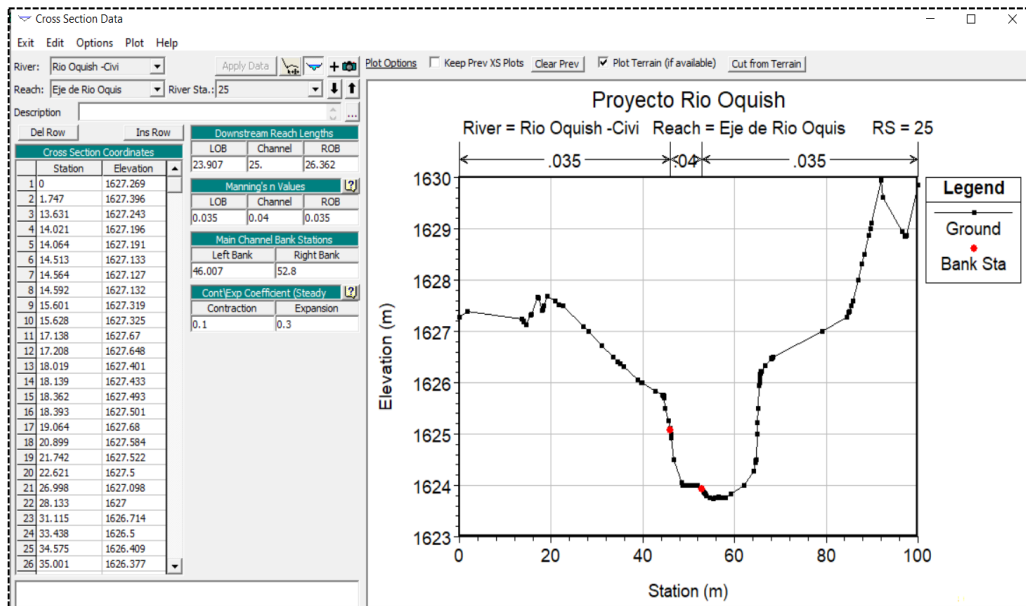 Cross Section Data
Exit Edit Options Plot Help
River: Rio Oquish -Civi Apply Data
Reach: Eje de Rio Oquis River Sta.: 25
Description ...
Del Row Ins Row
Cross Section Coordinates
Station Elevation
1 0 1627.269
2 1.747 1627.396
3 13.631 1627.243
4 14.021 1627.196
5 14.064 1627.191
6 14.513 1627.133
7 14.564 1627.127
8 14.592 1627.132
9 15.601 1627.319
10 15.628 1627.325
11 17.138 1627.67
12 17.208 1627.648
13 18.019 1627.401
14 18.139 1627.433
15 18.362 1627.493
16 18.393 1627.501
17 19.064 1627.68
18 20.899 1627.584
19 21.742 1627.522
20 22.621 1627.5
21 26.998 1627.098
22 28.133 1627
23 31.115 1626.714
24 33.438 1626.5
25 34.575 1626.409
26 35.001 1626.377
Downstream Reach Lengths
LOB Channel ROB
23.907 25. 26.362
Manning's n Values
LOB Channel ROB
0.035 0.04 0.035
Main Channel Bank Stations
Left Bank Right Bank
46.007 52.8
Cont\Exp Coefficient (Steady
Contraction Expansion
0.1 0.3
Plot Options Keep Prev XS Plots Clear Prev Plot Terrain (if available) Cut from Terrain
Proyecto Rio Oquish
River = Rio Oquish -Civi Reach = Eje de Rio Oquis RS = 25
.035 .04 .035
1630
1629
1628
1627
1626
1625
1624
1623
Elevation (m)
0 20 40 60 80 100
Station (m)
Legend
Ground
Bank Sta